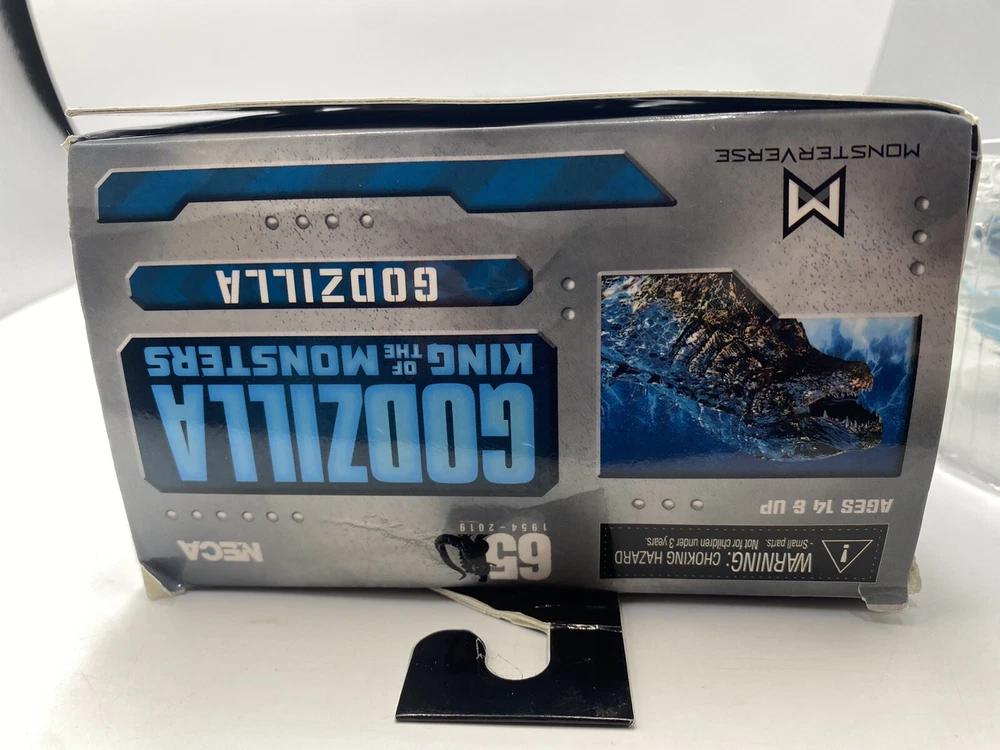 NECA
65
1954-2019
WARNING: CHOKING HAZARD
-Small parts. Not for children under 3 years.
AGES 14 & UP
GODZILLA
KING OF THE MONSTERS
GODZILLA
MONSTERVERSE